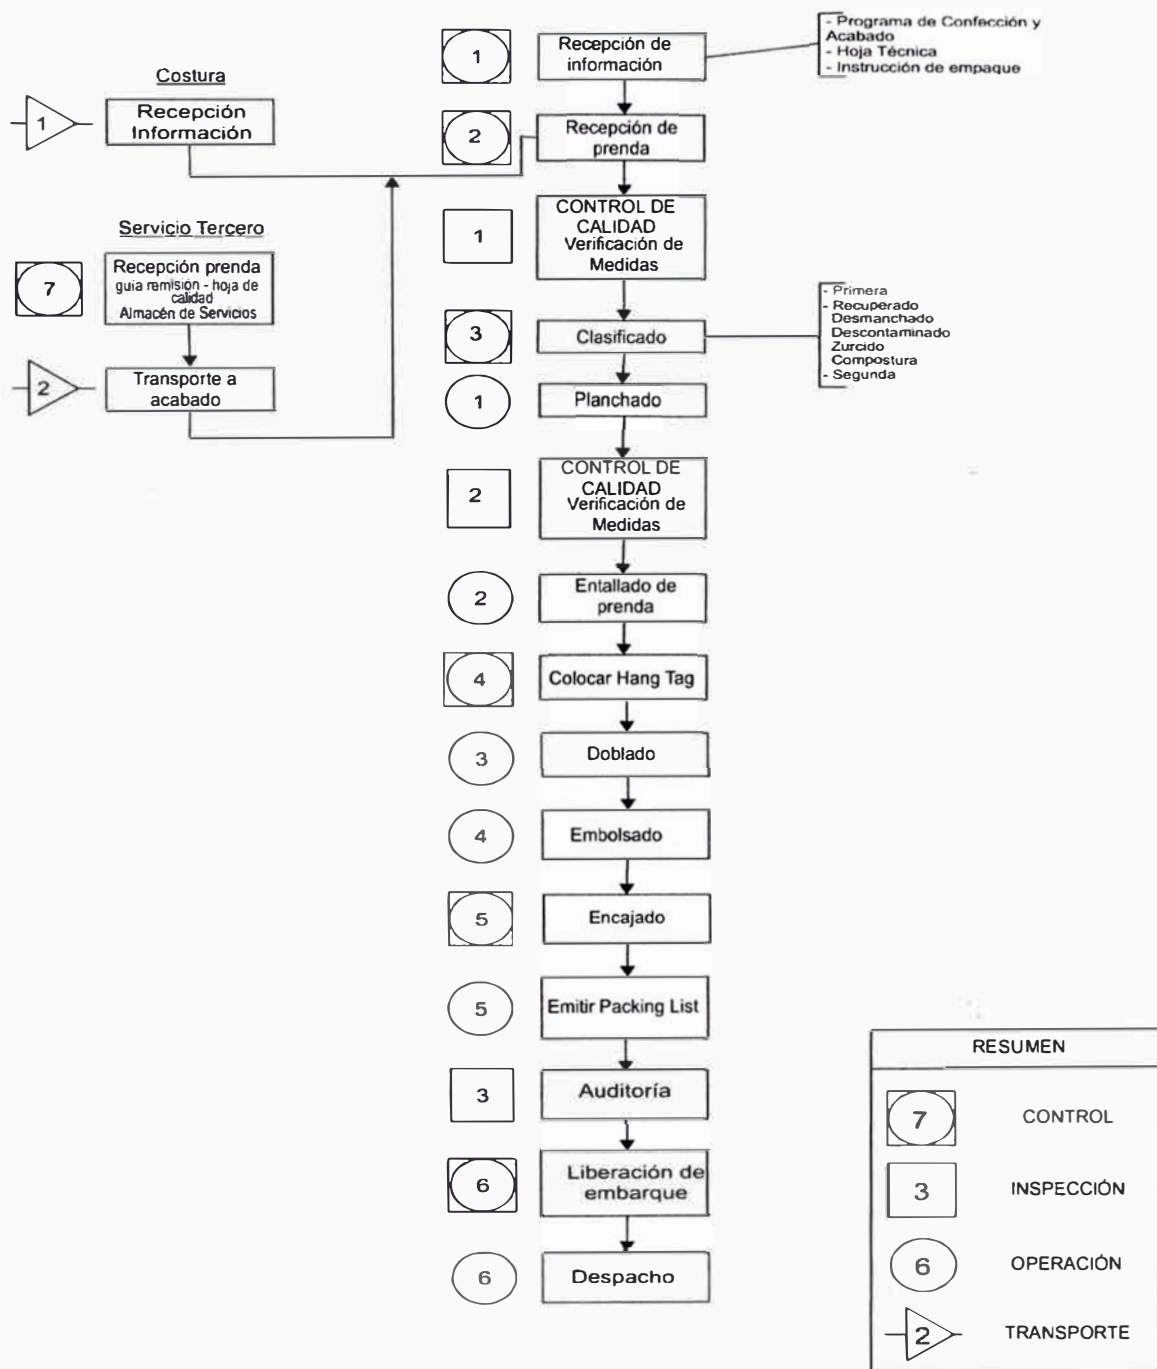 1
Recepción de
información
- Programa de Confección y
Acabado
- Hoja Técnica
- Instrucción de empaque
Costura
1
Recepción
Información
2
Recepción de
prenda
1
CONTROL DE
CALIDAD
Verificación de
Medidas
Servicio Tercero
7
Recepción prenda
guía remisión - hoja de
calidad
Almacén de Servicios
2
Transporte a
acabado
3
Clasificado
- Primera
- Recuperado
Desmanchado
Descontaminado
Zurcido
Compostura
- Segunda
1
Planchado
2
CONTROL DE
CALIDAD
Verificación de
Medidas
2
Entallado de
prenda
4
Colocar Hang Tag
3
Doblado
4
Embolsado
5
Encajado
5
Emitir Packing List
3
Auditoría
6
Liberación de
embarque
6
Despacho
RESUMEN
7
CONTROL
3
INSPECCIÓN
6
OPERACIÓN
2
TRANSPORTE